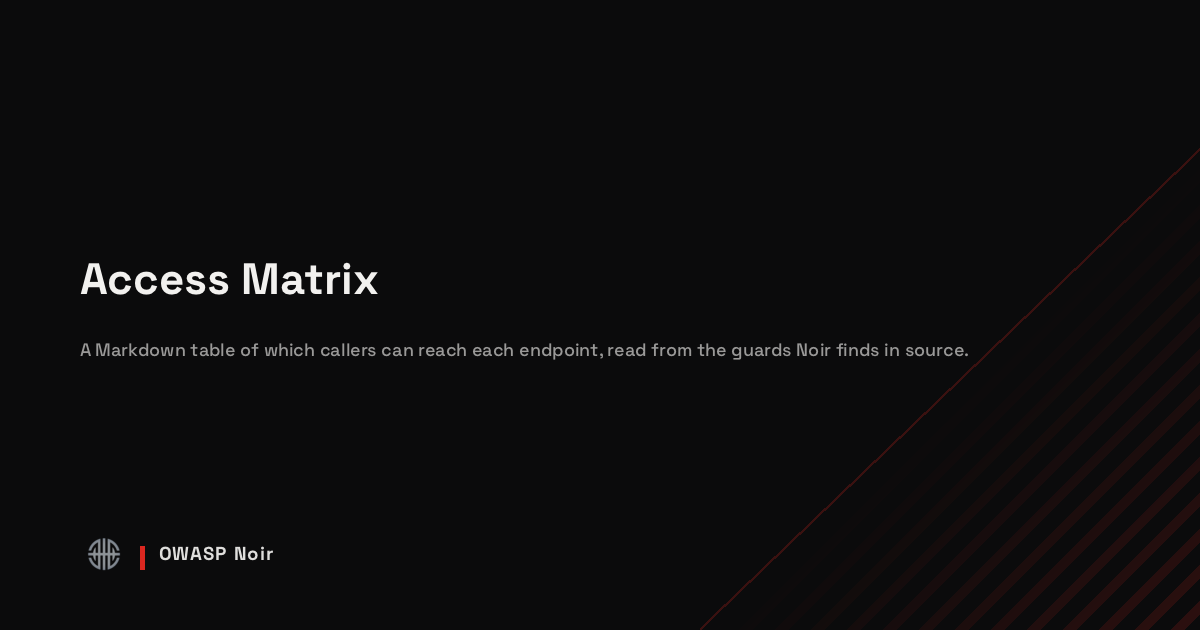 Access Matrix
A Markdown table of which callers can reach each endpoint, read from the guards Noir finds in source.
OWASP Noir